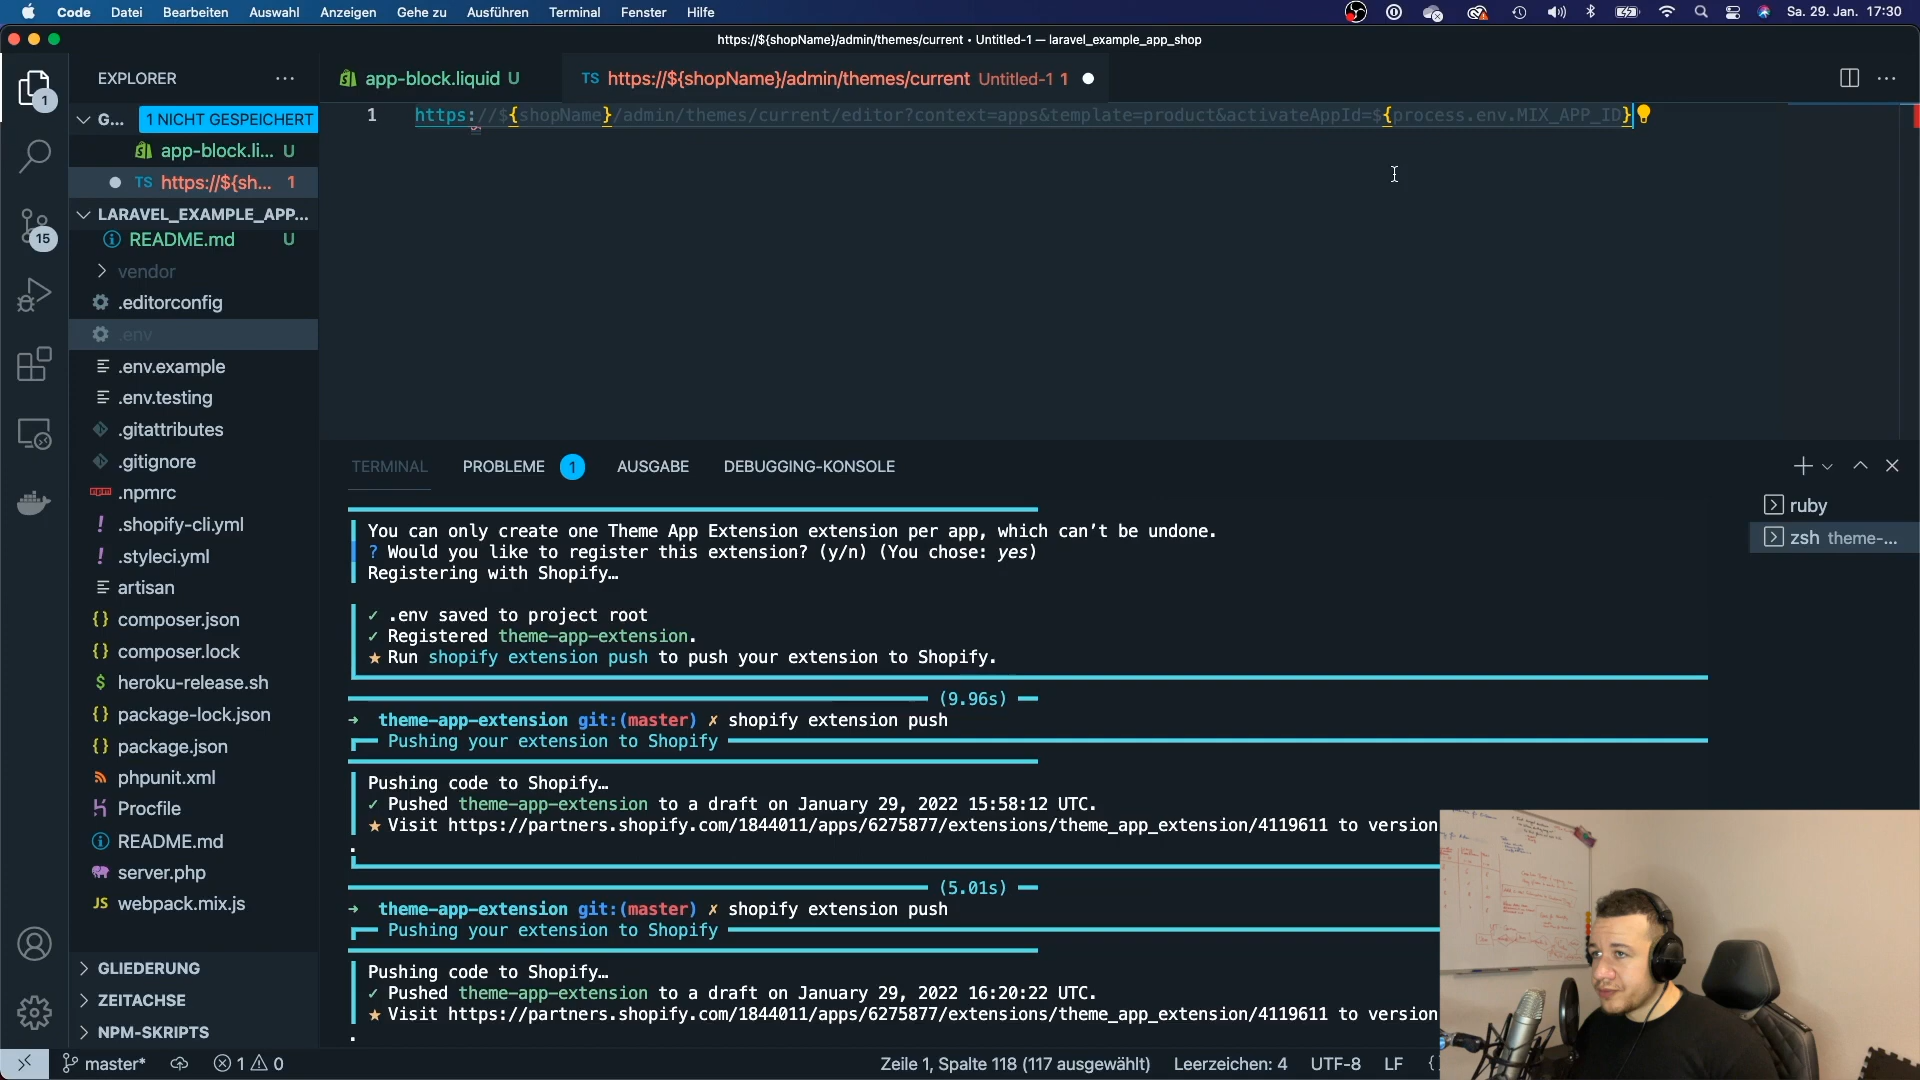 Code Datei Bearbeiten Auswahl Anzeigen Gehe zu Ausführen Terminal Fenster Hilfe
Sa. 29. Jan. 17:30
https://${shopName}/admin/themes/current • Untitled-1 — laravel_example_app_shop
EXPLORER
app-block.liquid U
TS https://${shopName}/admin/themes/current Untitled-1 1
1
G... 1 NICHT GESPEICHERT
app-block.li... U
TS https://${sh... 1
LARAVEL_EXAMPLE_APP...
README.md U
vendor
.editorconfig
.env
.env.example
.env.testing
.gitattributes
.gitignore
.npmrc
.shopify-cli.yml
.styleci.yml
artisan
composer.json
composer.lock
heroku-release.sh
package-lock.json
package.json
phpunit.xml
Procfile
README.md
server.php
JS webpack.mix.js
GLIEDERUNG
ZEITACHSE
NPM-SKRIPTS
15
1 https://${shopName}/admin/themes/current/editor?context=apps&template=product&activateAppId=${process.env.MIX_APP_ID}
TERMINAL PROBLEME 1 AUSGABE DEBUGGING-KONSOLE
ruby
zsh theme-...
You can only create one Theme App Extension extension per app, which can't be undone.
? Would you like to register this extension? (y/n) (You chose: yes)
Registering with Shopify…
✓ .env saved to project root
✓ Registered theme-app-extension.
★ Run shopify extension push to push your extension to Shopify.
(9.96s)
→ theme-app-extension git:(master) ✗ shopify extension push
Pushing your extension to Shopify
Pushing code to Shopify…
✓ Pushed theme-app-extension to a draft on January 29, 2022 15:58:12 UTC.
★ Visit https://partners.shopify.com/1844011/apps/6275877/extensions/theme_app_extension/4119611 to version
.
(5.01s)
→ theme-app-extension git:(master) ✗ shopify extension push
Pushing your extension to Shopify
Pushing code to Shopify…
✓ Pushed theme-app-extension to a draft on January 29, 2022 16:20:22 UTC.
★ Visit https://partners.shopify.com/1844011/apps/6275877/extensions/theme_app_extension/4119611 to version
.
master* 1 0
Zeile 1, Spalte 118 (117 ausgewählt) Leerzeichen: 4 UTF-8 LF {